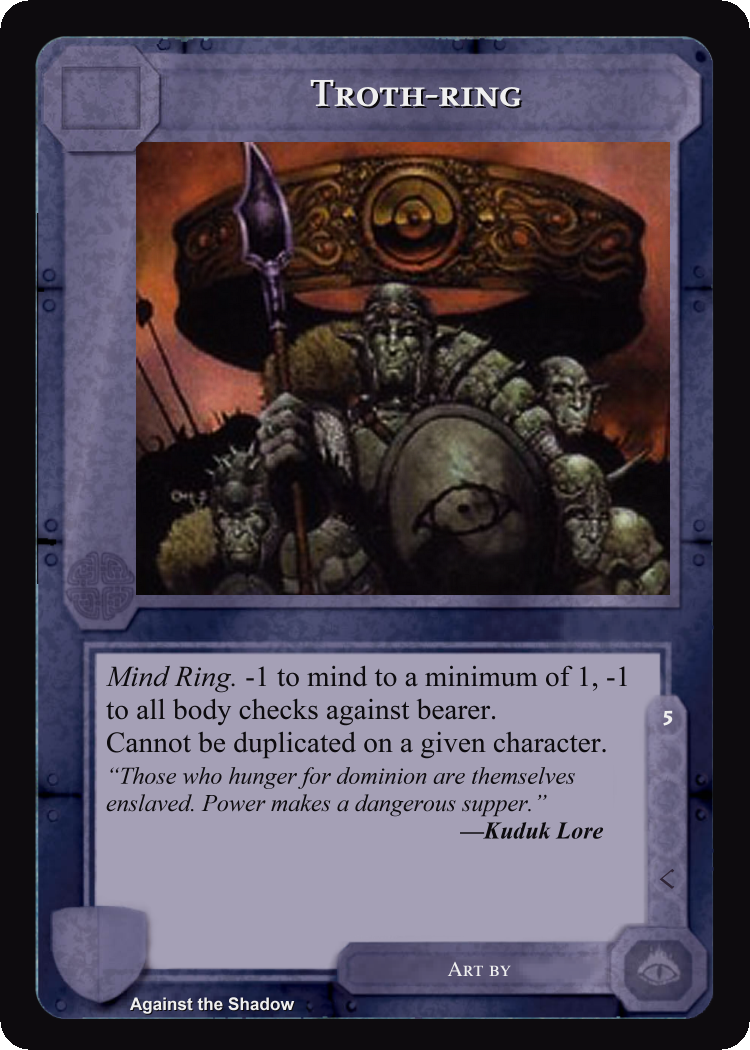 Troth-ring
Mind Ring. -1 to mind to a minimum of 1, -1
to all body checks against bearer.
Cannot be duplicated on a given character.
“Those who hunger for dominion are themselves
enslaved. Power makes a dangerous supper.”
—Kuduk Lore
5
Art by
Against the Shadow